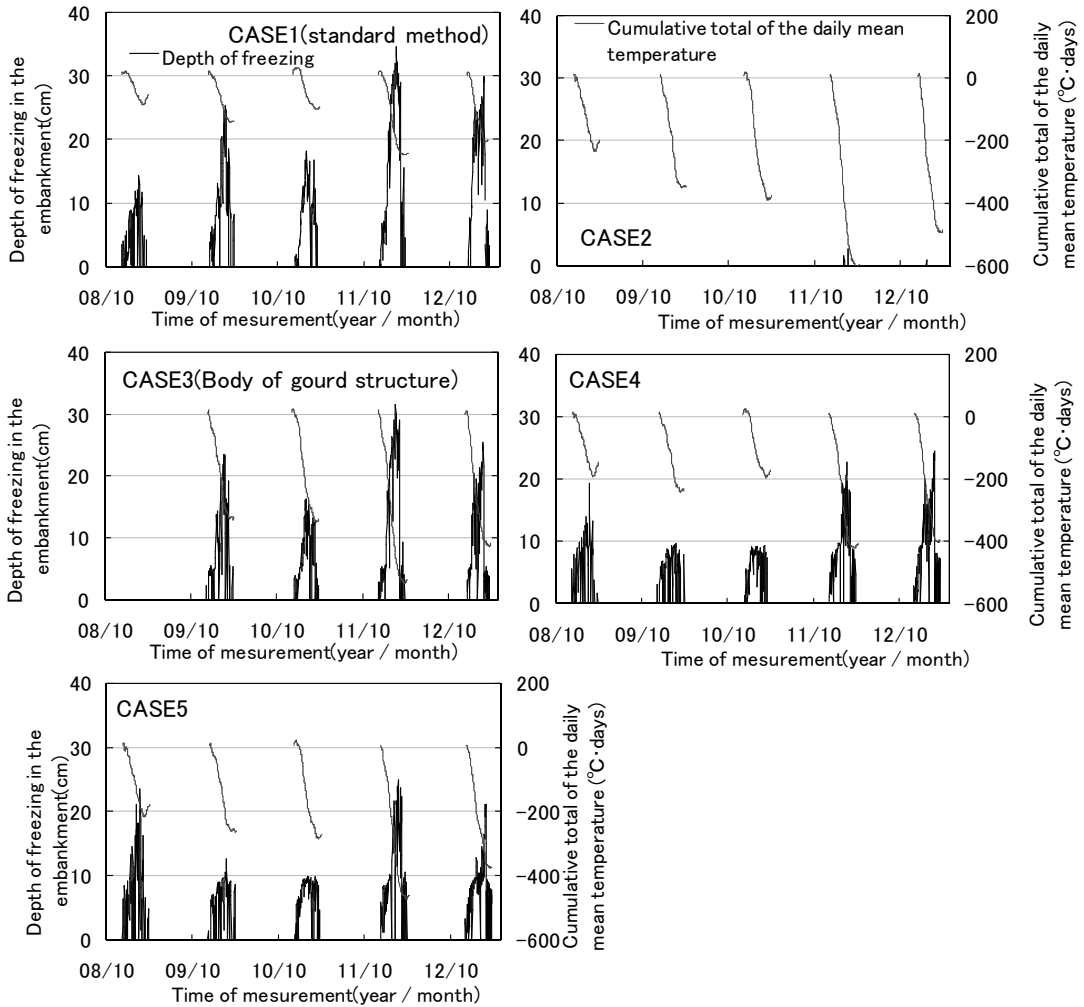 CASE1(standard method)
Depth of freezing
Depth of freezing in the
embankment(cm)
40
30
20
10
0
08/10 09/10 10/10 11/10 12/10
Time of mesurement(year / month)
Cumulative total of the daily mean
temperature
CASE2
40
30
20
10
0
200
0
-200
-400
-600
Cumulative total of the daily
mean temperature (℃·days)
08/10 09/10 10/10 11/10 12/10
Time of mesurement(year / month)
CASE3(Body of gourd structure)
Depth of freezing in the
embankment(cm)
40
30
20
10
0
08/10 09/10 10/10 11/10 12/10
Time of mesurement(year / month)
CASE4
40
30
20
10
0
200
0
-200
-400
-600
Cumulative total of the daily
mean temperature (℃·days)
08/10 09/10 10/10 11/10 12/10
Time of mesurement(year / month)
CASE5
Depth of freezing in the
embankment(cm)
40
30
20
10
0
200
0
-200
-400
-600
Cumulative total of the daily
mean temperature (℃·days)
08/10 09/10 10/10 11/10 12/10
Time of mesurement(year / month)